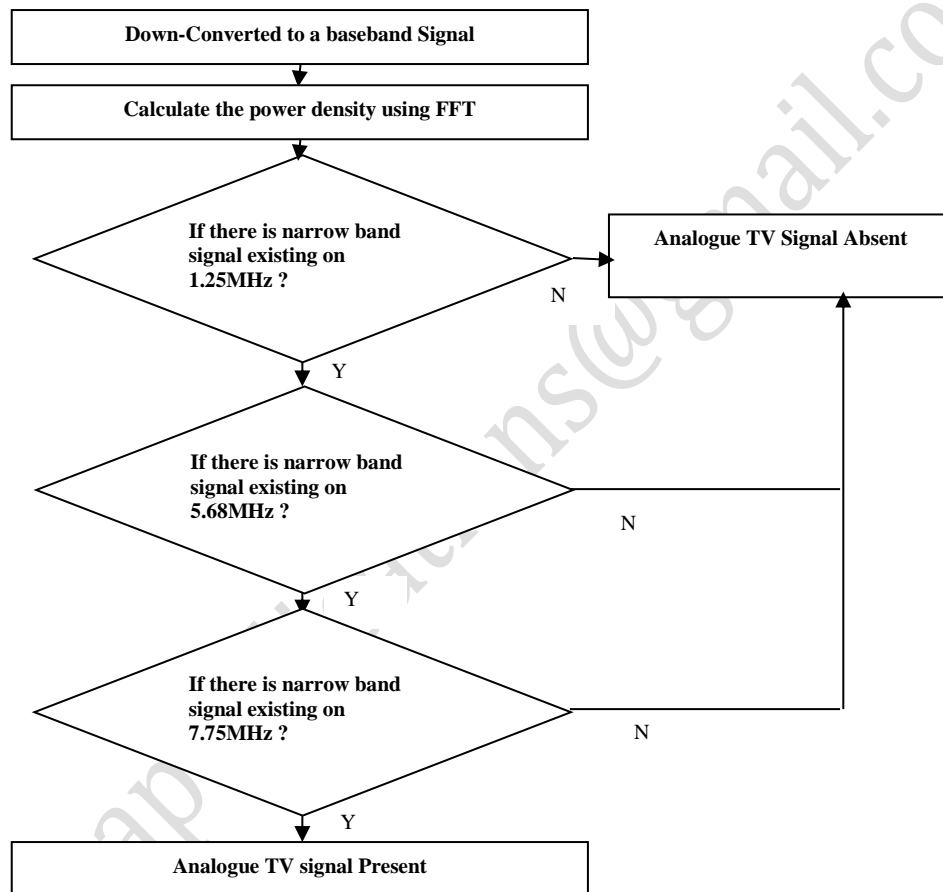 Down-Converted to a baseband Signal
Calculate the power density using FFT
If there is narrow band
signal existing on
1.25MHz ?
N
Analogue TV Signal Absent
Y
If there is narrow band
signal existing on
5.68MHz ?
N
Y
If there is narrow band
signal existing on
7.75MHz ?
N
Y
Analogue TV signal Present